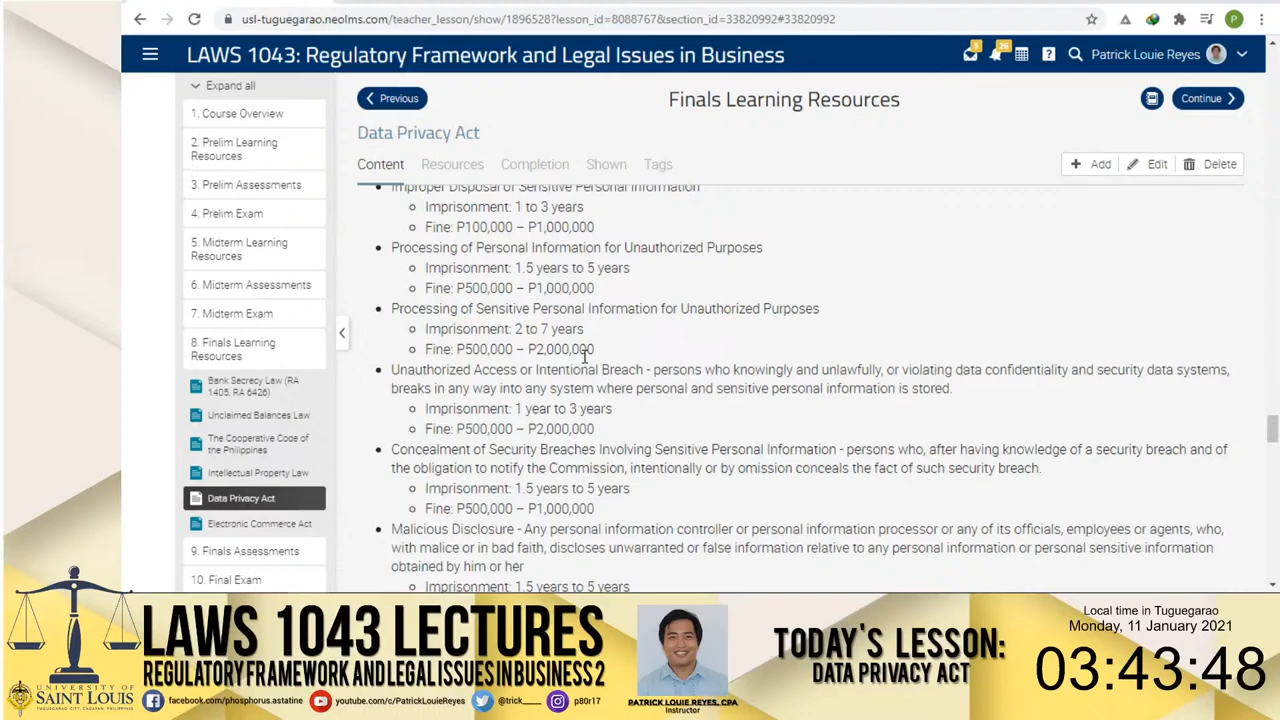 usl-tuguegarao.neolms.com/teacher_lesson/show/1896528?lesson_id=8088767&section_id=33820992#33820992
P
LAWS 1043: Regulatory Framework and Legal Issues in Business
Patrick Louie Reyes
Expand all
1. Course Overview
2. Prelim Learning
Resources
3. Prelim Assessments
4. Prelim Exam
5. Midterm Learning
Resources
6. Midterm Assessments
7. Midterm Exam
8. Finals Learning
Resources
Bank Secrecy Law (RA
1405, RA 6426)
Unclaimed Balances Law
The Cooperative Code of
the Philippines
Intellectual Property Law
Data Privacy Act
Electronic Commerce Act
9. Finals Assessments
10. Final Exam
Previous
Finals Learning Resources
Continue
Data Privacy Act
Content Resources Completion Shown Tags
Add Edit Delete
Improper Disposal of Sensitive Personal Information
Imprisonment: 1 to 3 years
Fine: P100,000 – P1,000,000
Processing of Personal Information for Unauthorized Purposes
Imprisonment: 1.5 years to 5 years
Fine: P500,000 – P1,000,000
Processing of Sensitive Personal Information for Unauthorized Purposes
Imprisonment: 2 to 7 years
Fine: P500,000 – P2,000,000
Unauthorized Access or Intentional Breach - persons who knowingly and unlawfully, or violating data confidentiality and security data systems,
breaks in any way into any system where personal and sensitive personal information is stored.
Imprisonment: 1 year to 3 years
Fine: P500,000 – P2,000,000
Concealment of Security Breaches Involving Sensitive Personal Information - persons who, after having knowledge of a security breach and of
the obligation to notify the Commission, intentionally or by omission conceals the fact of such security breach.
Imprisonment: 1.5 years to 5 years
Fine: P500,000 – P1,000,000
Malicious Disclosure - Any personal information controller or personal information processor or any of its officials, employees or agents, who,
with malice or in bad faith, discloses unwarranted or false information relative to any personal information or personal sensitive information
obtained by him or her
Imprisonment: 1.5 years to 5 years
LAWS 1043 LECTURES
REGULATORY FRAMEWORK AND LEGAL ISSUES IN BUSINESS 2
UNIVERSITY OF
SAINT LOUIS
TUGUEGARAO CITY, CAGAYAN, PHILIPPINES
facebook.com/phosphorus.astatine
youtube.com/c/PatrickLouieReyes
@trick____
p80r17
PATRICK LOUIE REYES, CPA
Instructor
TODAY'S LESSON:
DATA PRIVACY ACT
Local time in Tuguegarao
Monday, 11 January 2021
03:43:48